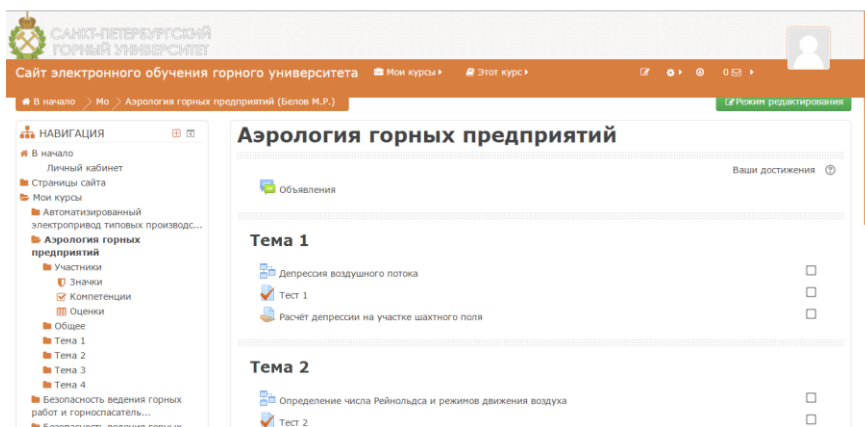 САНКТ-ПЕТЕРБУРГСКИЙ
ГОРНЫЙ УНИВЕРСИТЕТ
Сайт электронного обучения горного университета Мои курсы Этот курс 0
В начало Мо Аэрология горных предприятий (Белов М.Р.) Режим редактирования
НАВИГАЦИЯ
В начало
Личный кабинет
Страницы сайта
Мои курсы
Автоматизированный
электропривод типовых производс...
Аэрология горных
предприятий
Участники
Значки
Компетенции
Оценки
Общее
Тема 1
Тема 2
Тема 3
Тема 4
Безопасность ведения горных
работ и горноспасатель...
Безопасность ведения горных
Аэрология горных предприятий
Ваши достижения
Объявления
Тема 1
Депрессия воздушного потока
Тест 1
Расчёт депрессии на участке шахтного поля
Тема 2
Определение числа Рейнольдса и режимов движения воздуха
Тест 2